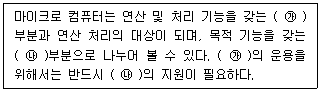 마이크로 컴퓨터는 연산 및 처리 기능을 갖는 ( ㉮ )
부분과 연산 처리의 대상이 되며, 목적 기능을 갖는
( ㉯ )부분으로 나누어 볼 수 있다. ( ㉮ )의 운용을
위해서는 반드시 ( ㉯ )의 지원이 필요하다.